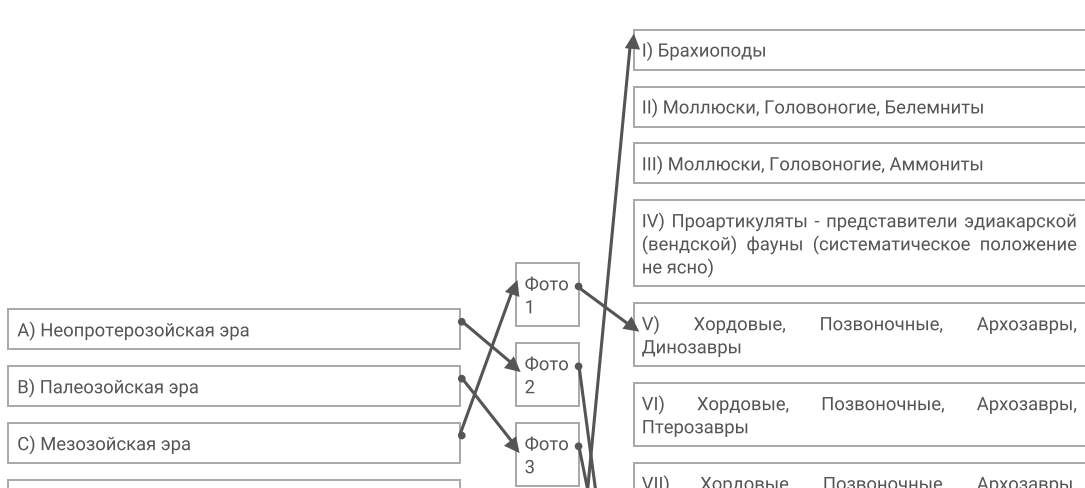 А) Неопротерозойская эра
В) Палеозойская эра
С) Мезозойская эра
Фото
1
Фото
2
Фото
3
I) Брахиоподы
II) Моллюски, Головоногие, Белемниты
III) Моллюски, Головоногие, Аммониты
IV) Проартикуляты - представители эдиакарской
(вендской) фауны (систематическое положение
не ясно)
V) Хордовые, Позвоночные, Архозавры,
Динозавры
VI) Хордовые, Позвоночные, Архозавры,
Птерозавры
VII) Хордовые, Позвоночные, Архозавры,